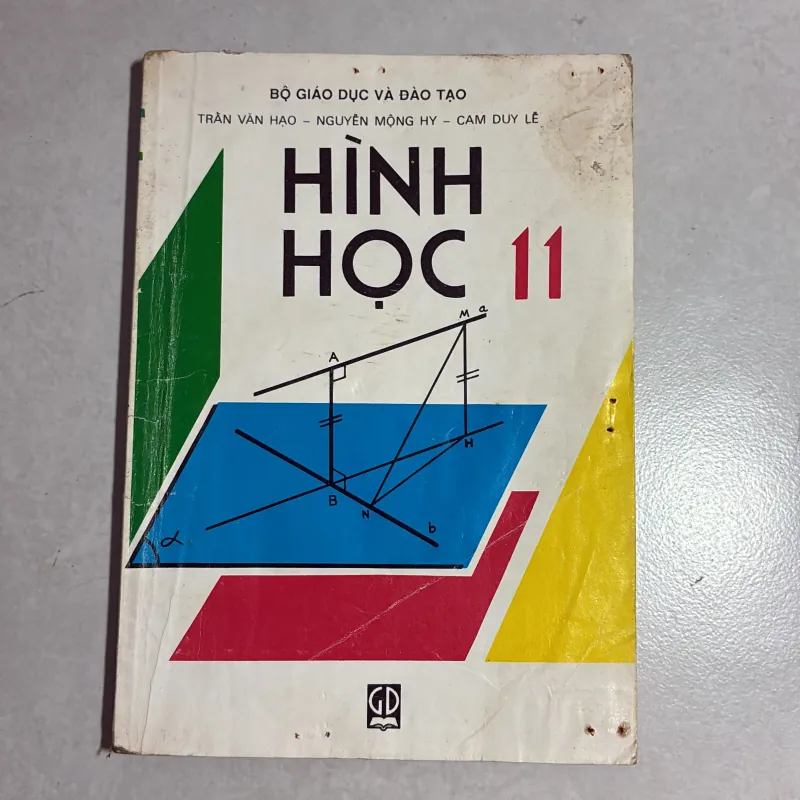 BỘ GIÁO DỤC VÀ ĐÀO TẠO
TRẦN VĂN HẠO - NGUYỄN MỘNG HY - CAM DUY LỄ
HÌNH
HỌC 11
M a
A
H
B
N
b
α
GD